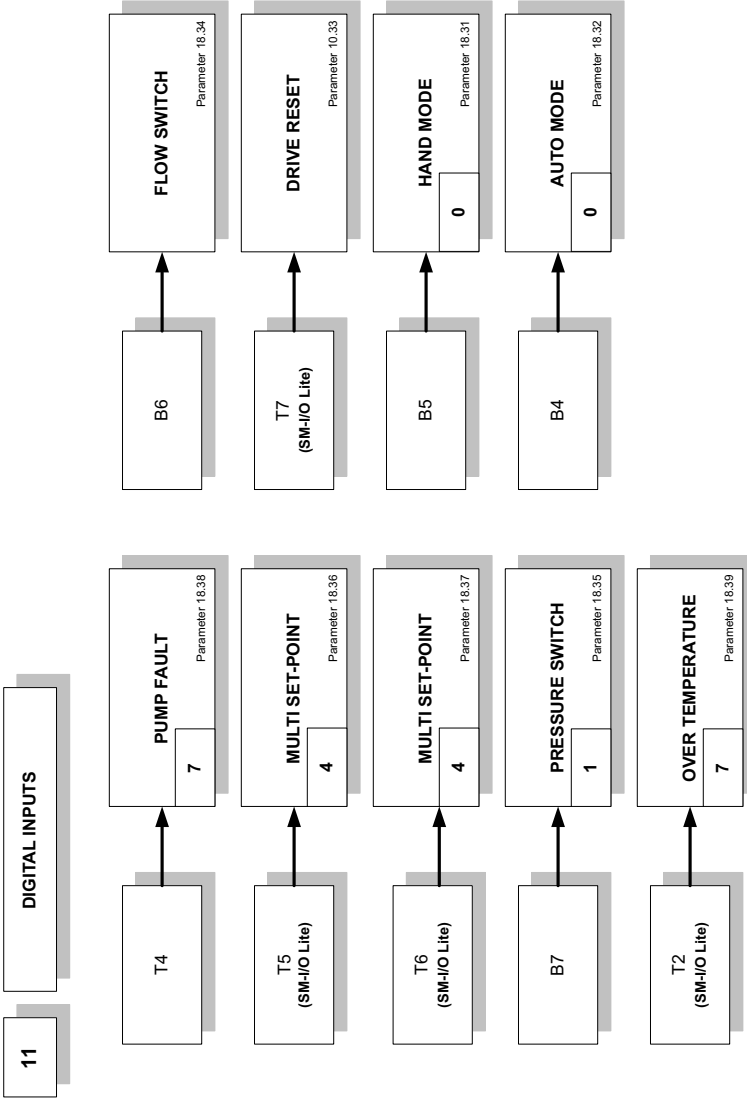 11
DIGITAL INPUTS
T4
PUMP FAULT
Parameter 18.38
7
T5
(SM-I/O Lite)
MULTI SET-POINT
Parameter 18.36
4
T6
(SM-I/O Lite)
MULTI SET-POINT
Parameter 18.37
4
B7
PRESSURE SWITCH
Parameter 18.35
1
T2
(SM-I/O Lite)
OVER TEMPERATURE
Parameter 18.39
7
B6
FLOW SWITCH
Parameter 18.34
T7
(SM-I/O Lite)
DRIVE RESET
Parameter 10.33
B5
HAND MODE
Parameter 18.31
0
B4
AUTO MODE
Parameter 18.32
0